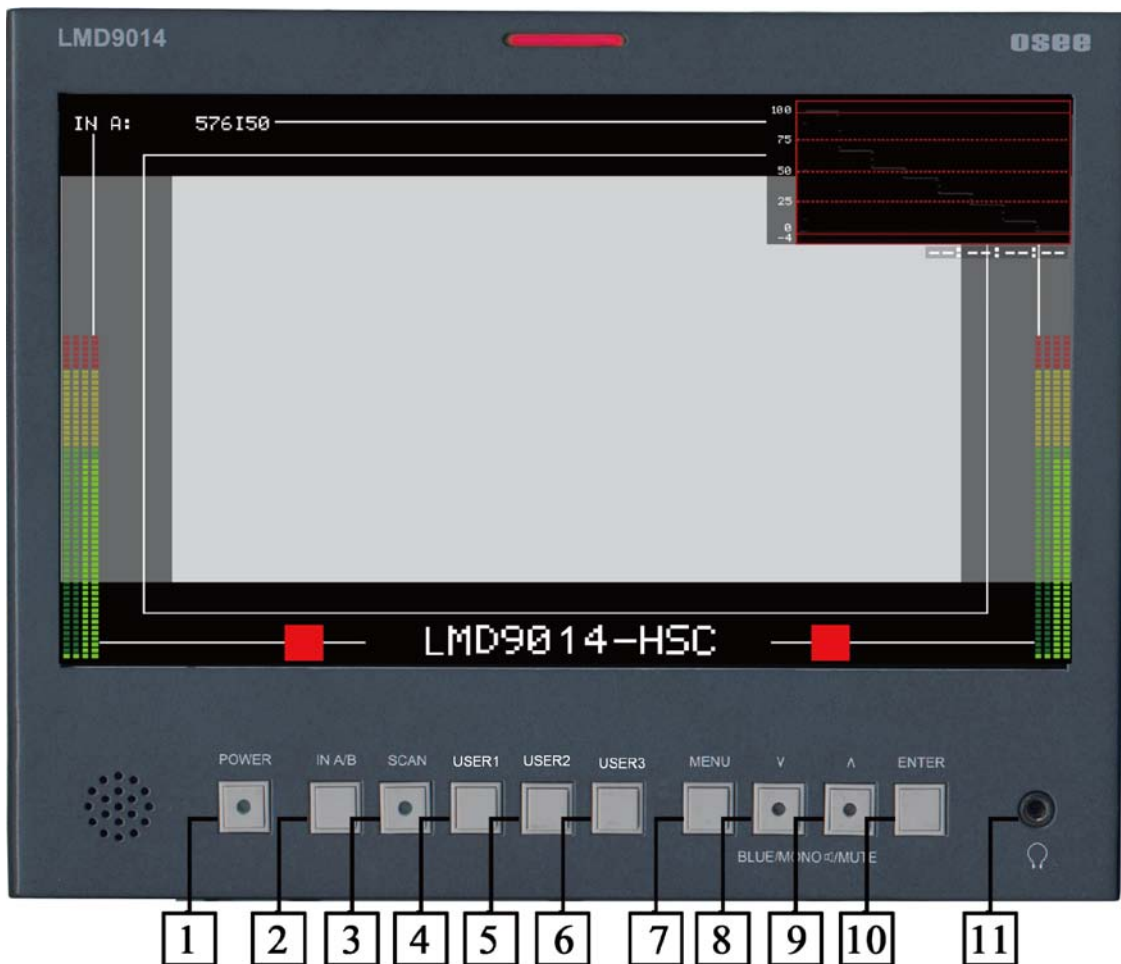 LMD9014 osee
IN A: 576I50
100
75
50
25
0
-4
--:--:--:--
LMD9014-HSC
POWER IN A/B SCAN USER1 USER2 USER3 MENU ∨ ∧ ENTER
BLUE/MONO /MUTE
1 2 3 4 5 6 7 8 9 10 11